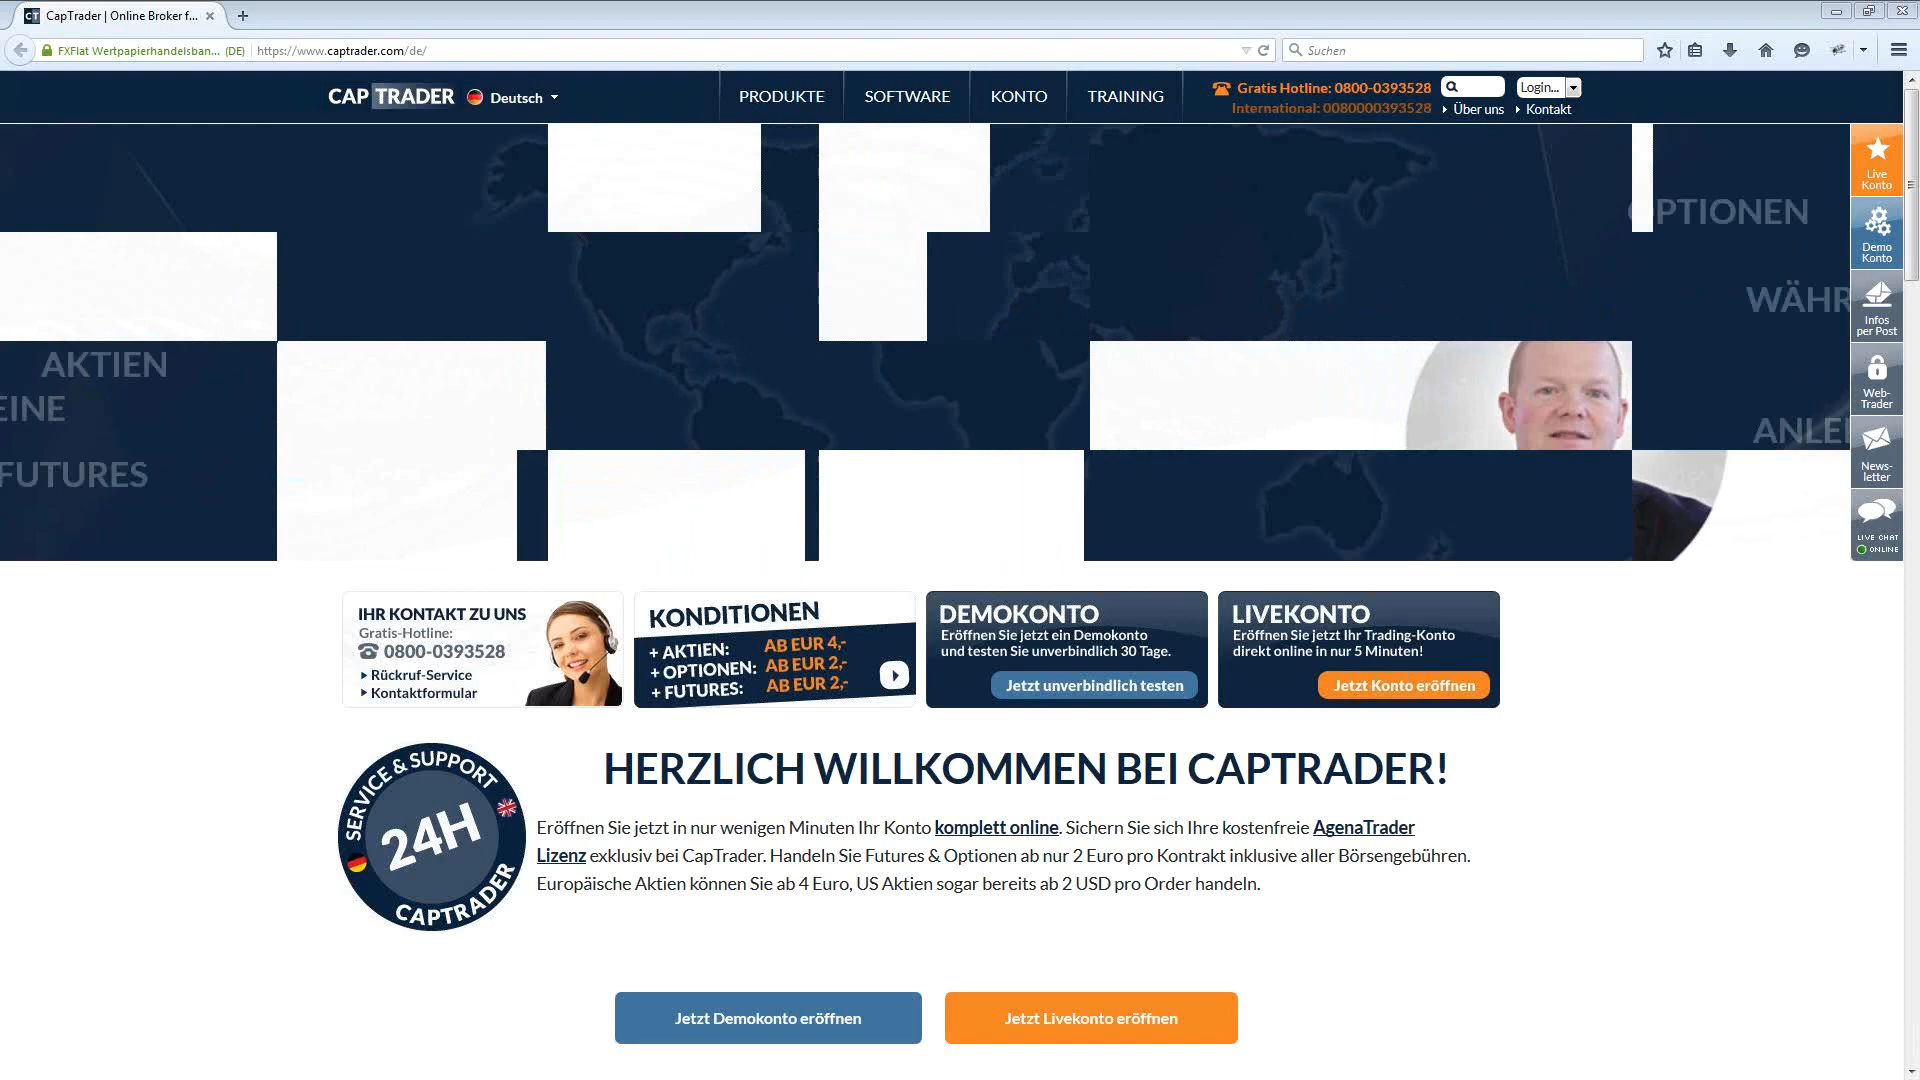 CT CapTrader | Online Broker f...
FXFlat Wertpapierhandelsban... (DE) https://www.captrader.com/de/
Suchen
CAP TRADER
Deutsch
PRODUKTE
SOFTWARE
KONTO
TRAINING
Gratis Hotline: 0800-0393528
International: 0080000393528
Login...
Über uns
Kontakt
OPTIONEN
WÄHR
AKTIEN
EINE
FUTURES
ANLEI
Live
Konto
Demo
Konto
Infos
per Post
Web-
Trader
News-
letter
LIVE CHAT
ONLINE
IHR KONTAKT ZU UNS
Gratis-Hotline:
0800-0393528
Rückruf-Service
Kontaktformular
KONDITIONEN
+ AKTIEN: AB EUR 4,-
+ OPTIONEN: AB EUR 2,-
+ FUTURES: AB EUR 2,-
DEMOKONTO
Eröffnen Sie jetzt ein Demokonto
und testen Sie unverbindlich 30 Tage.
Jetzt unverbindlich testen
LIVEKONTO
Eröffnen Sie jetzt Ihr Trading-Konto
direkt online in nur 5 Minuten!
Jetzt Konto eröffnen
SERVICE & SUPPORT
24H
CAPTRADER
HERZLICH WILLKOMMEN BEI CAPTRADER!
Eröffnen Sie jetzt in nur wenigen Minuten Ihr Konto komplett online. Sichern Sie sich Ihre kostenfreie AgenaTrader
Lizenz exklusiv bei CapTrader. Handeln Sie Futures & Optionen ab nur 2 Euro pro Kontrakt inklusive aller Börsengebühren.
Europäische Aktien können Sie ab 4 Euro, US Aktien sogar bereits ab 2 USD pro Order handeln.
Jetzt Demokonto eröffnen
Jetzt Livekonto eröffnen